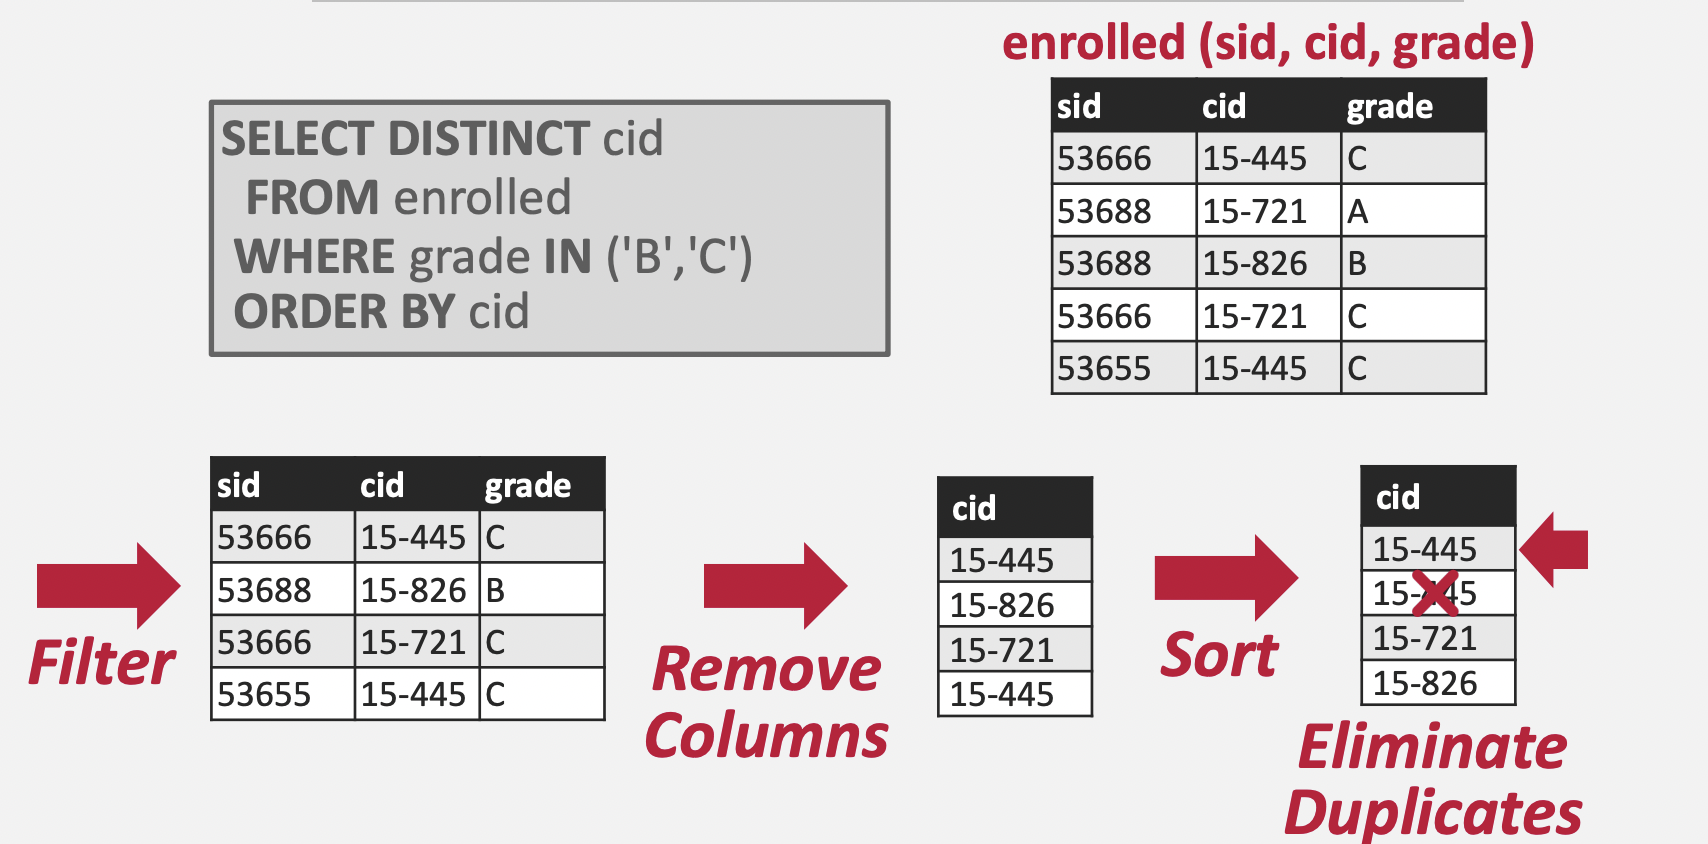 enrolled (sid, cid, grade)
SELECT DISTINCT cid
FROM enrolled
WHERE grade IN ('B','C')
ORDER BY cid
sid cid grade
53666 15-445 C
53688 15-721 A
53688 15-826 B
53666 15-721 C
53655 15-445 C
Filter
sid cid grade
53666 15-445 C
53688 15-826 B
53666 15-721 C
53655 15-445 C
Remove
Columns
cid
15-445
15-826
15-721
15-445
Sort
cid
15-445
15-445
15-721
15-826
Eliminate
Duplicates